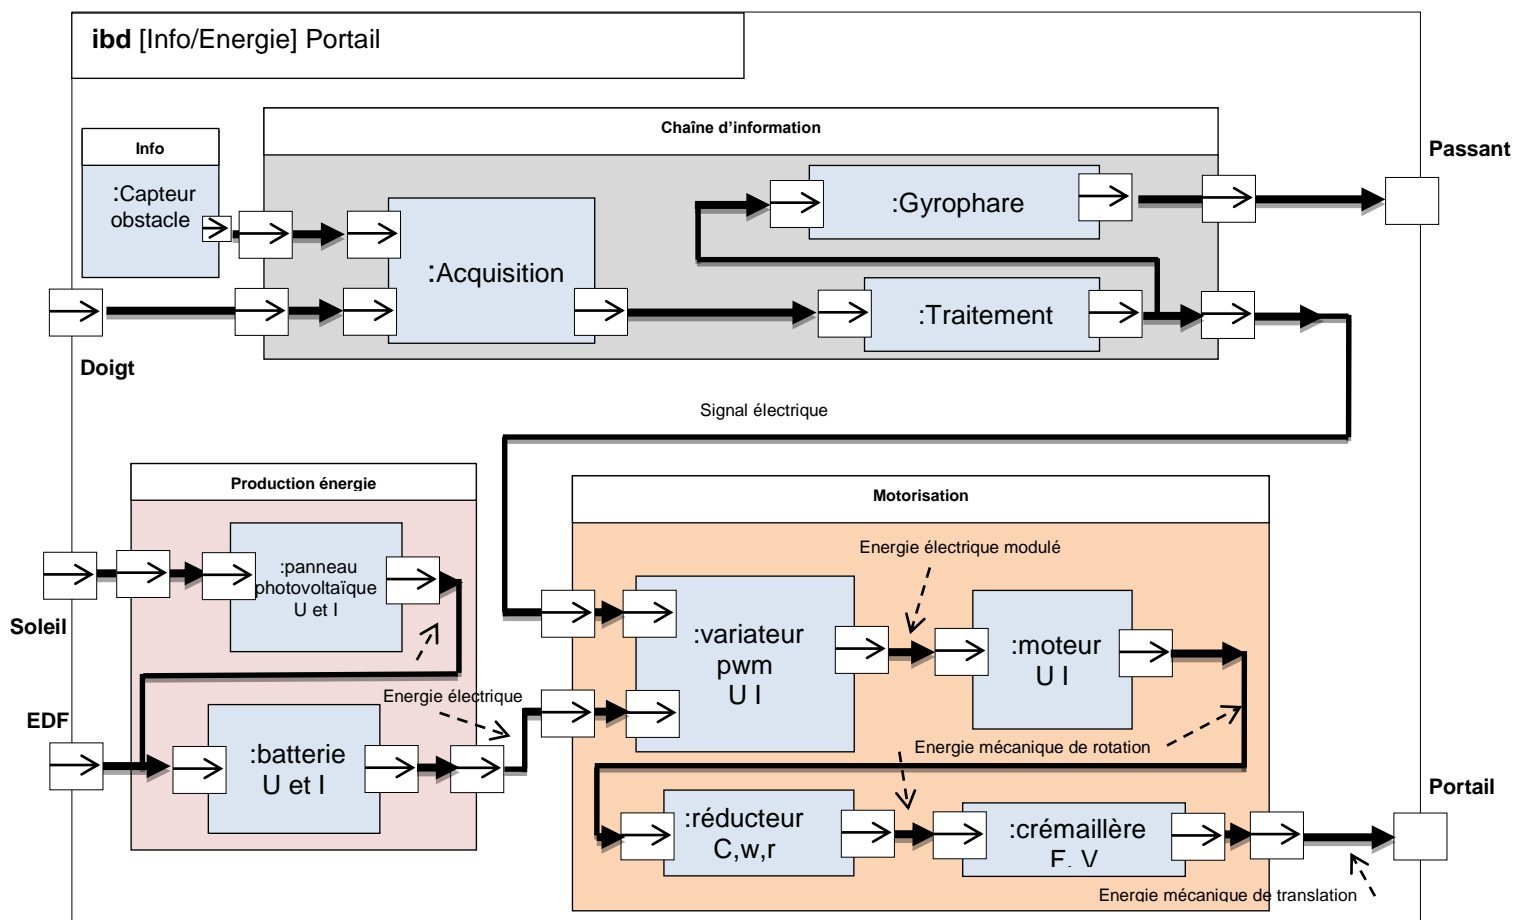 ibd [Info/Energie] Portail
Chaîne d'information
Info
Passant
:Capteur
obstacle
:Gyrophare
:Acquisition
:Traitement
Doigt
Signal électrique
Production énergie
Motorisation
Energie électrique modulé
:panneau
photovoltaïque
U et I
Soleil
:variateur
pwm
U I
:moteur
U I
Energie électrique
EDF
:batterie
U et I
Energie mécanique de rotation
Portail
:réducteur
C,w,r
:crémaillère
F, V
Energie mécanique de translation